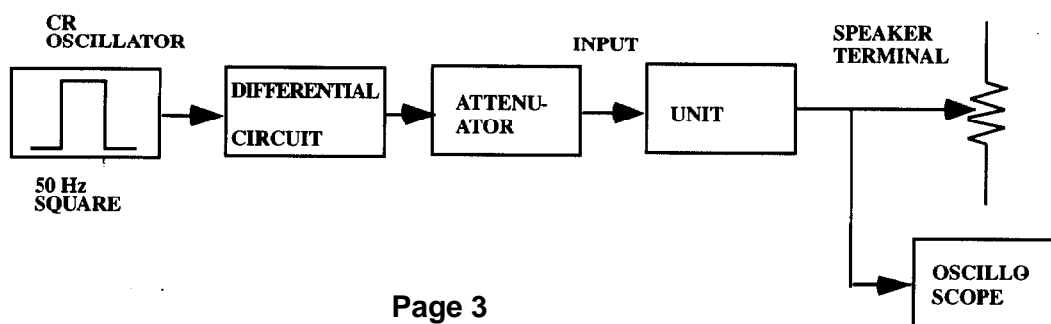 CR
OSCILLATOR
50 Hz
SQUARE
DIFFERENTIAL
CIRCUIT
ATTENU-
ATOR
INPUT
UNIT
SPEAKER
TERMINAL
OSCILLO
SCOPE
Page 3